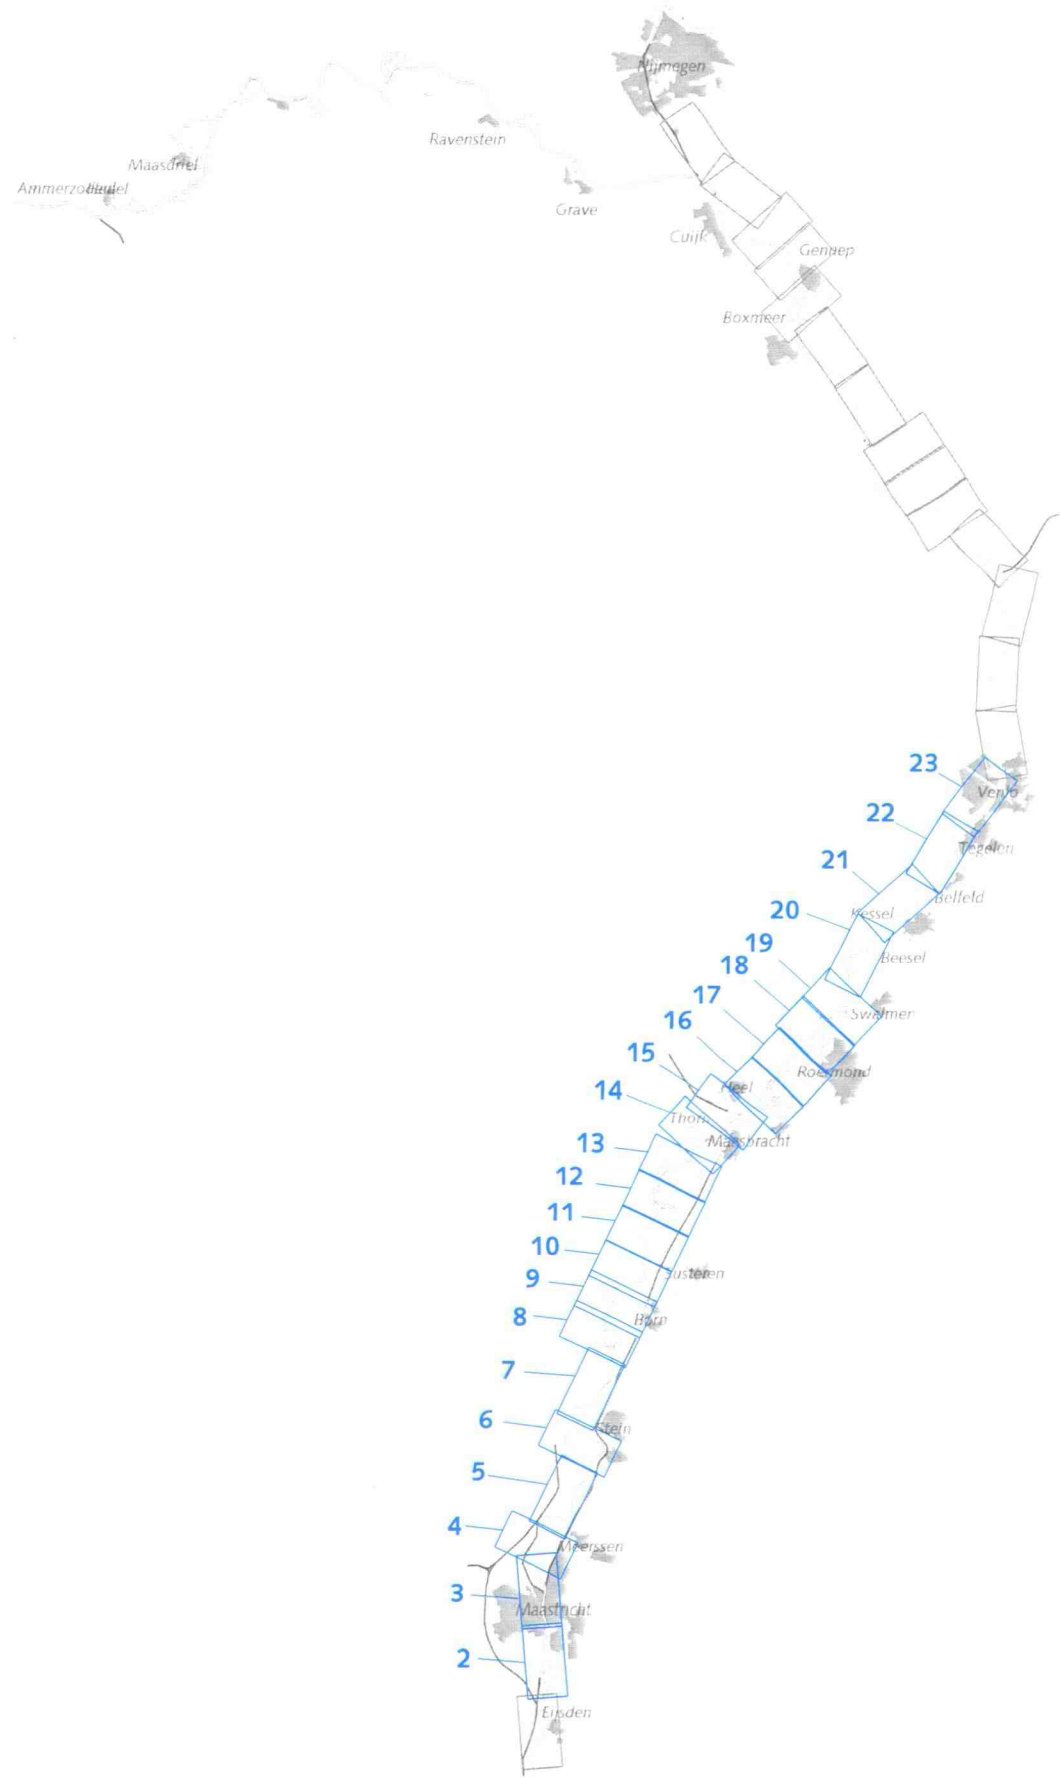 Nijmegen
Ravenstein
Maasdriel
Grave
Cuijk
Gennep
Boxmeer
23
Venlo
22
Tegelen
21
Belfeld
Kessel
20
19
Beesel
18
Swalmen
17
16
15
Roermond
Heel
14
Thorn
Maasbracht
13
12
11
10
Susteren
9
8
Born
7
6
Stein
5
4
Meerssen
3
Maastricht
2
Eijsden